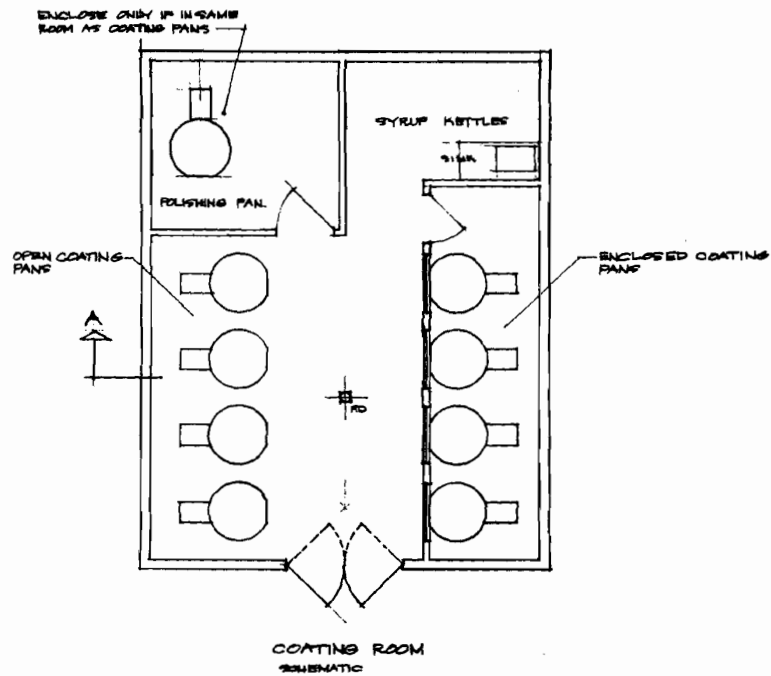 ENCLOSE ONLY IF IN SAME
ROOM AS COATING PANS
SYRUP KETTLES
SINK
POLISHING PAN.
OPEN COATING
PANS
ENCLOSED COATING
PANS
A
FD
COATING ROOM
SCHEMATIC